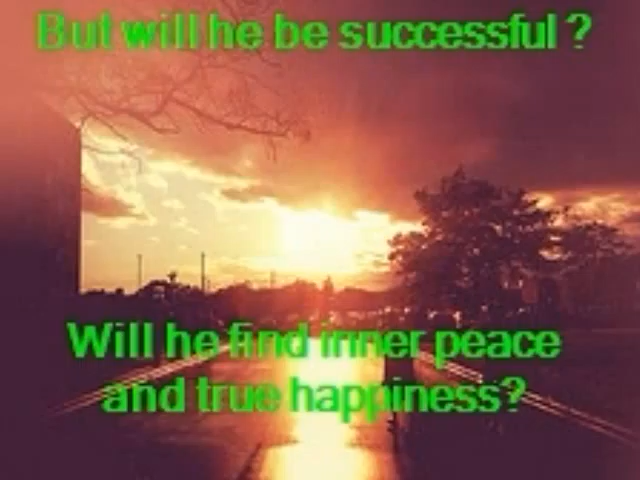 But will he be successful ?
Will he find inner peace
and true happiness?